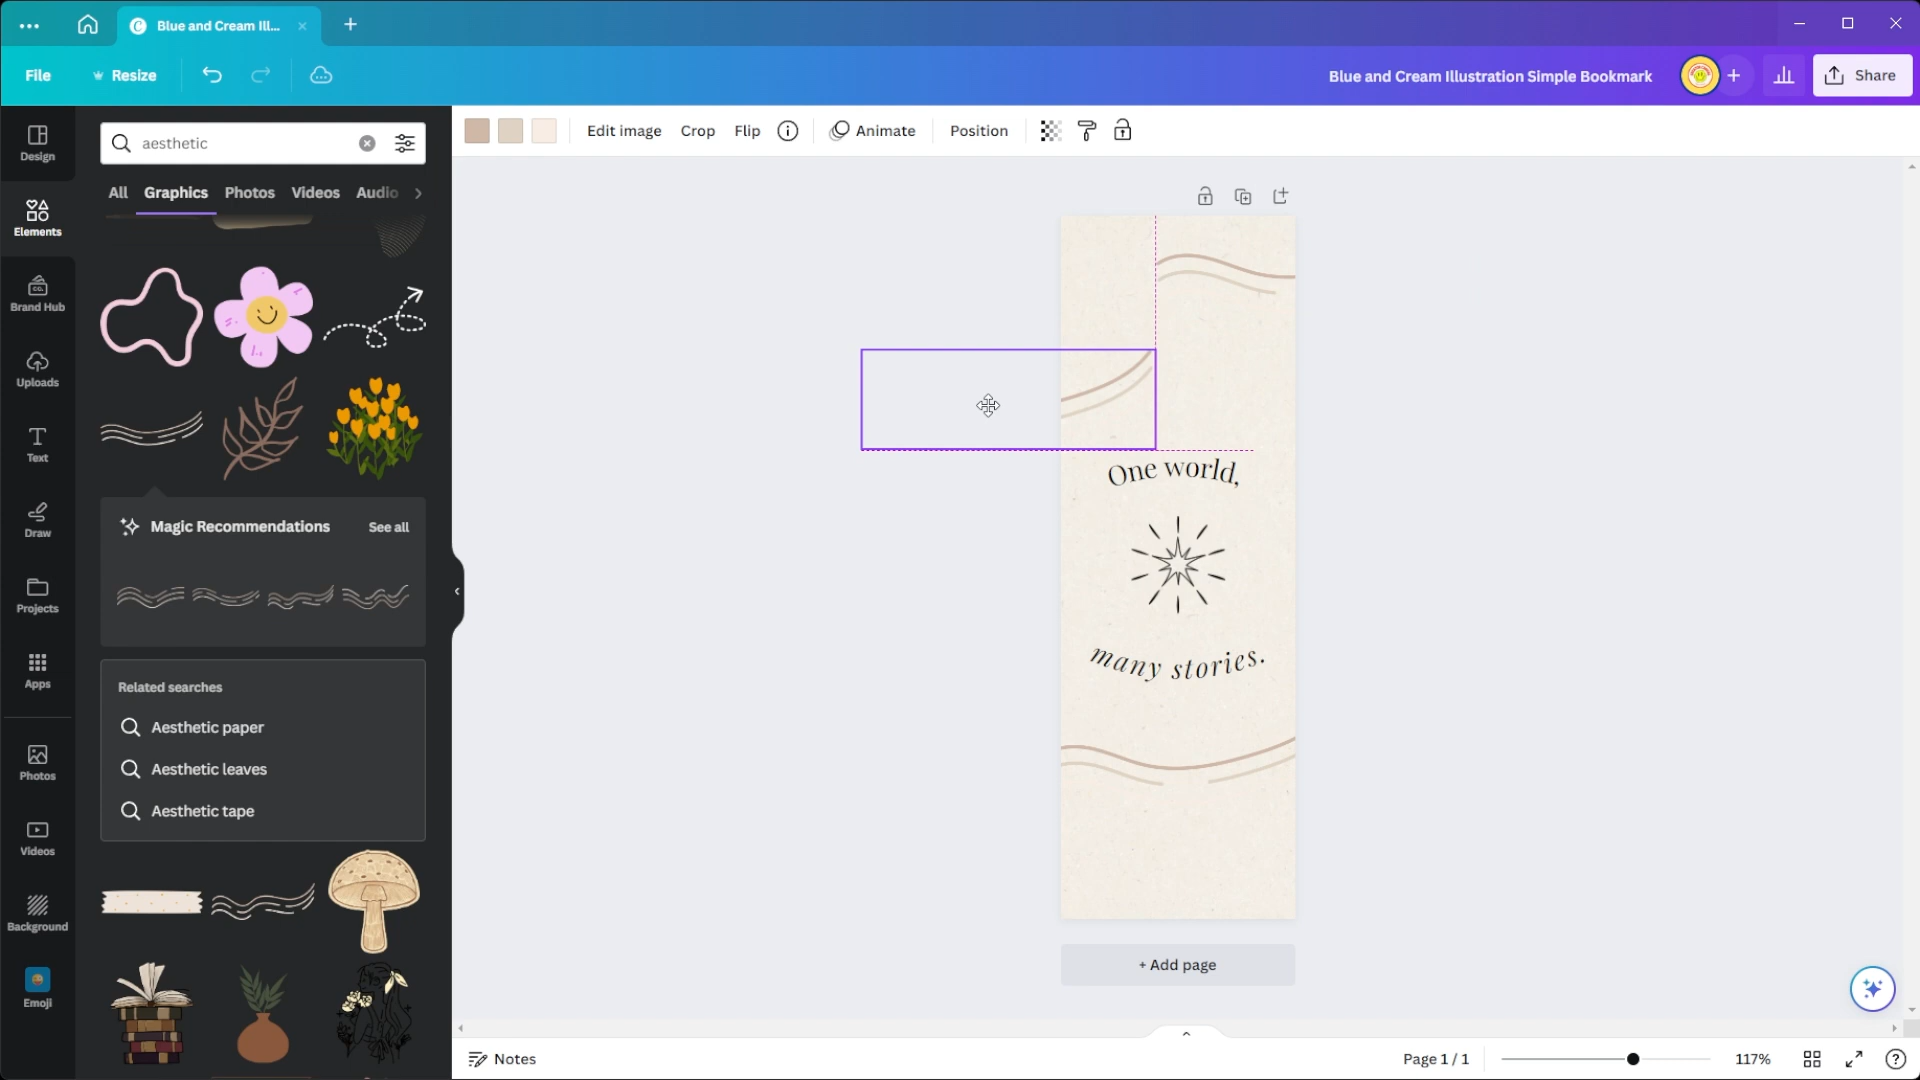 Blue and Cream Ill...
File
Resize
Blue and Cream Illustration Simple Bookmark
Share
Design
Elements
Brand Hub
Uploads
Text
Draw
Projects
Apps
Photos
Videos
Background
Emoji
aesthetic
All Graphics Photos Videos Audio
Magic Recommendations See all
Related searches
Aesthetic paper
Aesthetic leaves
Aesthetic tape
Edit image Crop Flip Animate Position
One world,
many stories.
+ Add page
Notes
Page 1 / 1
117%